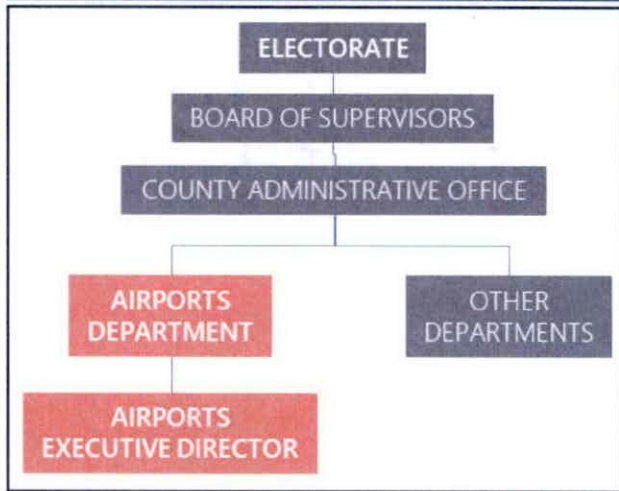 ELECTORATE
BOARD OF SUPERVISORS
COUNTY ADMINISTRATIVE OFFICE
AIRPORTS
DEPARTMENT
OTHER
DEPARTMENTS
AIRPORTS
EXECUTIVE DIRECTOR